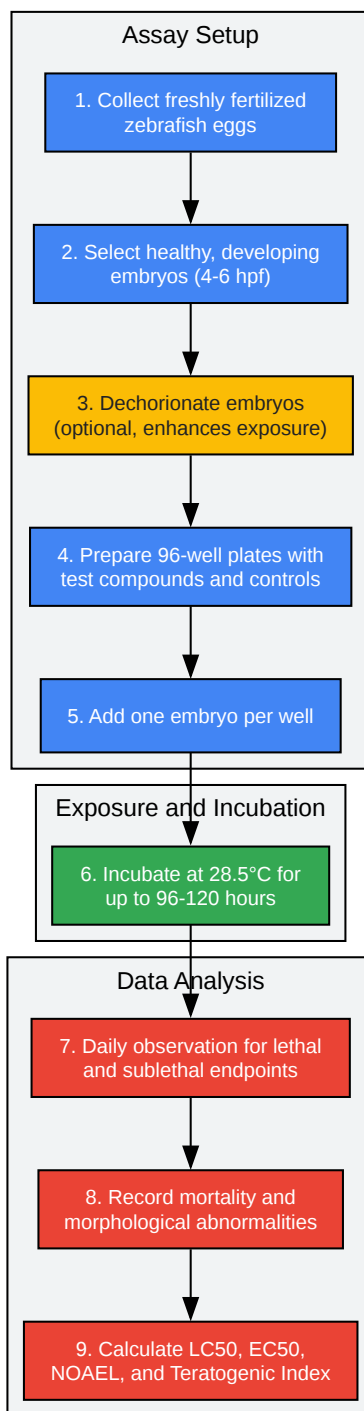 Assay Setup
1. Collect freshly fertilized
zebrafish eggs
2. Select healthy, developing
embryos (4-6 hpf)
3. Dechorionate embryos
(optional, enhances exposure)
4. Prepare 96-well plates with
test compounds and controls
5. Add one embryo per well
Exposure and Incubation
6. Incubate at 28.5°C for
up to 96-120 hours
Data Analysis
7. Daily observation for lethal
and sublethal endpoints
8. Record mortality and
morphological abnormalities
9. Calculate LC50, EC50,
NOAEL, and Teratogenic Index